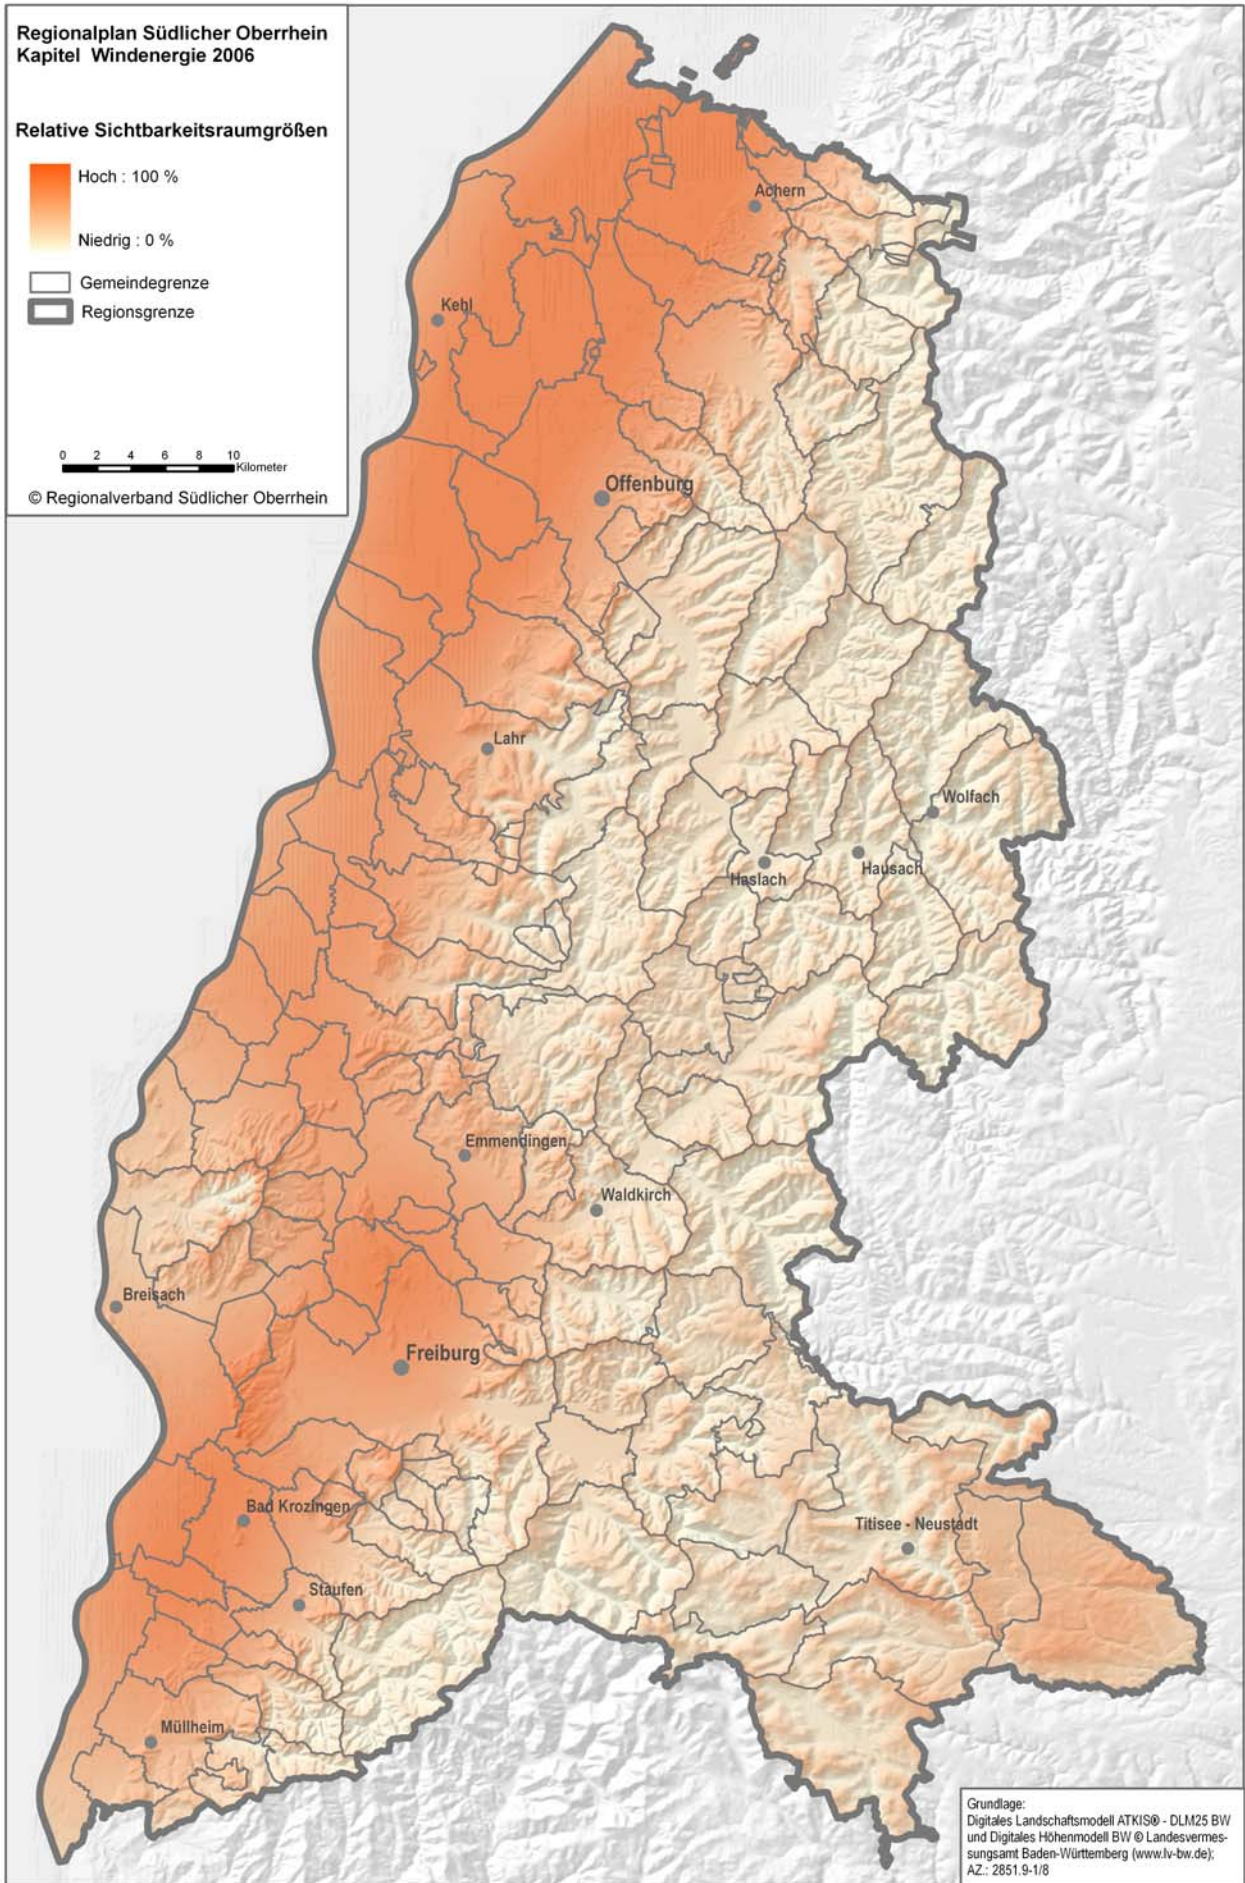 Regionalplan Südlicher Oberrhein
Kapitel Windenergie 2006
Relative Sichtbarkeitsraumgrößen
Hoch : 100 %
Niedrig : 0 %
Gemeindegrenze
Regionsgrenze
0 2 4 6 8 10
Kilometer
© Regionalverband Südlicher Oberrhein
Achern
Kehl
Offenburg
Lahr
Wolfach
Haslach
Hausach
Emmendingen
Waldkirch
Breisach
Freiburg
Bad Krozingen
Titisee - Neustadt
Staufen
Müllheim
Grundlage:
Digitales Landschaftsmodell ATKIS® - DLM25 BW
und Digitales Höhenmodell BW © Landesvermes-
sungsamt Baden-Württemberg (www.lv-bw.de);
AZ.: 2851.9-1/8